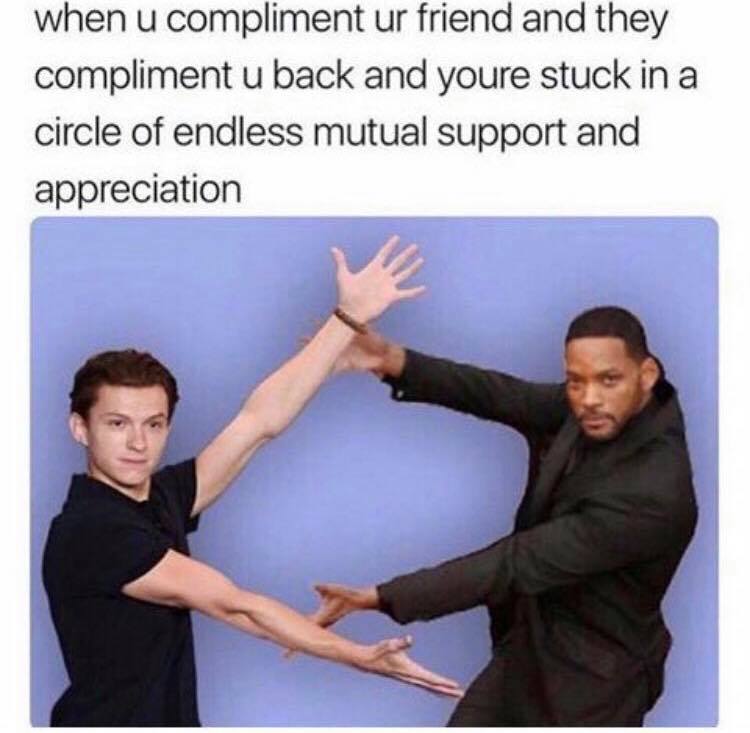 when u compliment ur friend and they
compliment u back and youre stuck in a
circle of endless mutual support and
appreciation